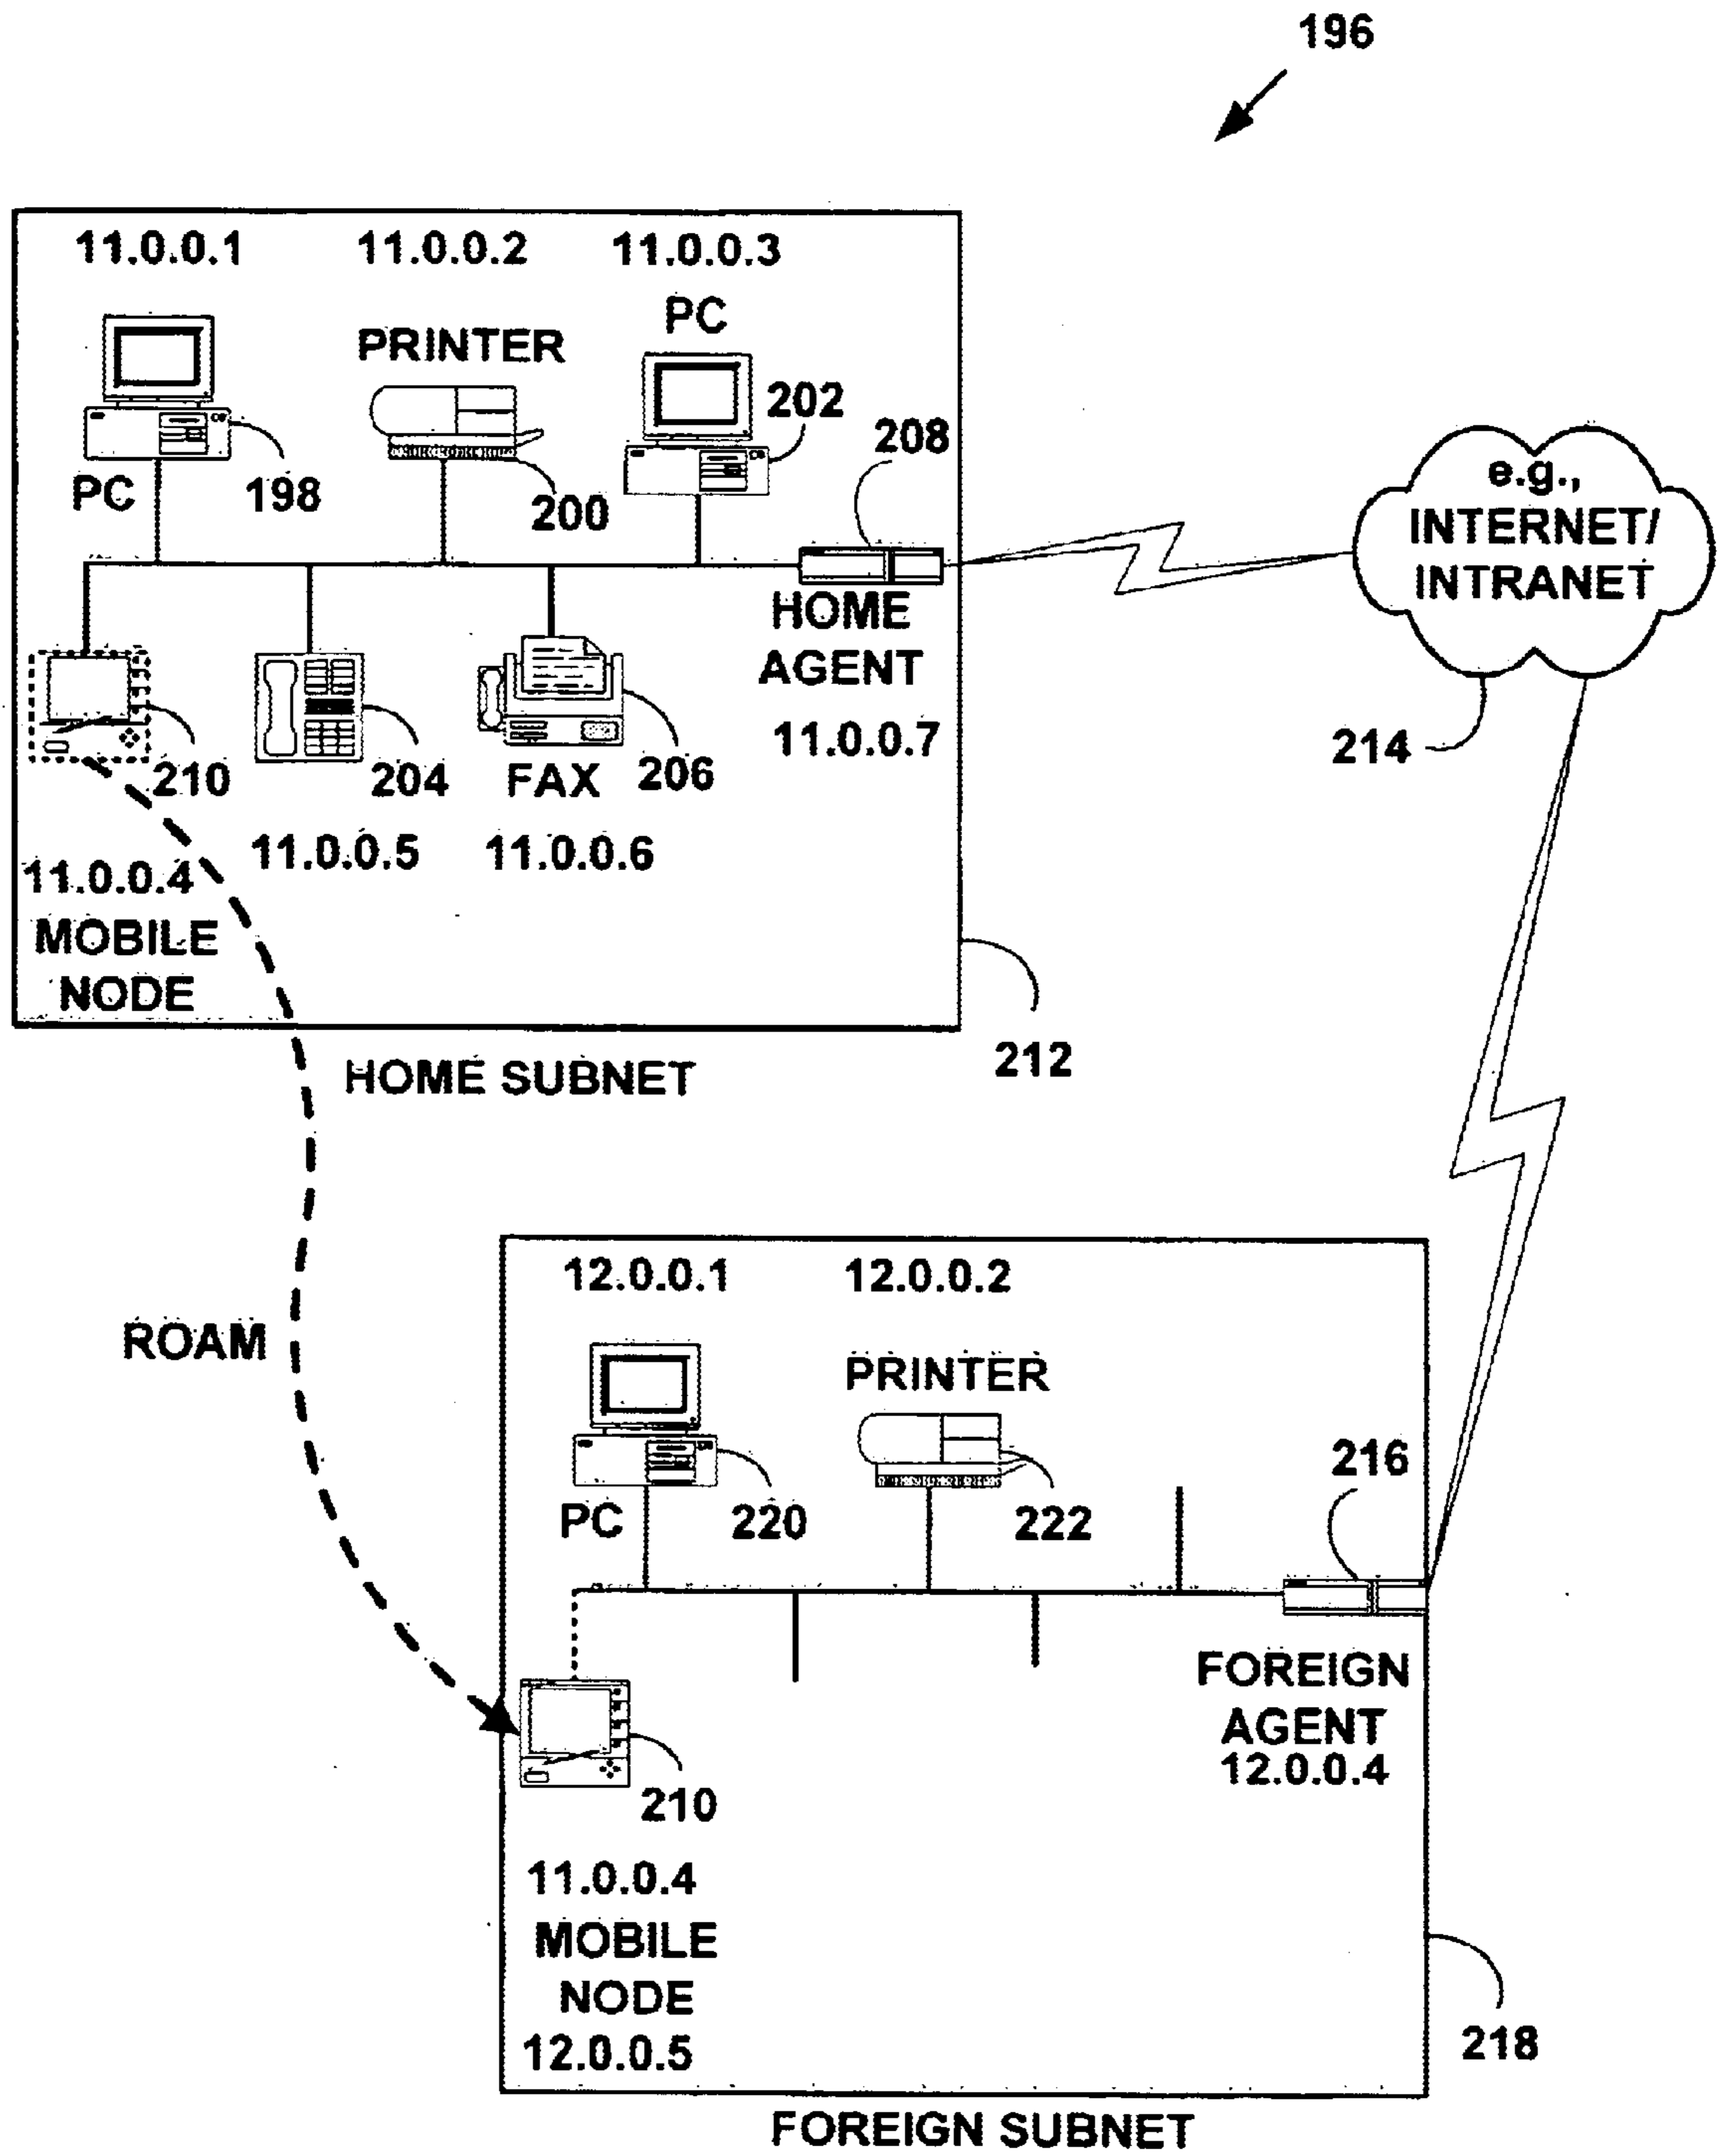 196
11.0.0.1
11.0.0.2
11.0.0.3
PC
PRINTER
202
208
PC
198
200
e.g.,
INTERNET/
INTRANET
HOME
AGENT
11.0.0.7
214
210
204
FAX
206
11.0.0.4
11.0.0.5
11.0.0.6
MOBILE
NODE
212
HOME SUBNET
ROAM
12.0.0.1
12.0.0.2
PRINTER
216
PC
220
222
FOREIGN
AGENT
12.0.0.4
210
11.0.0.4
MOBILE
NODE
12.0.0.5
218
FOREIGN SUBNET